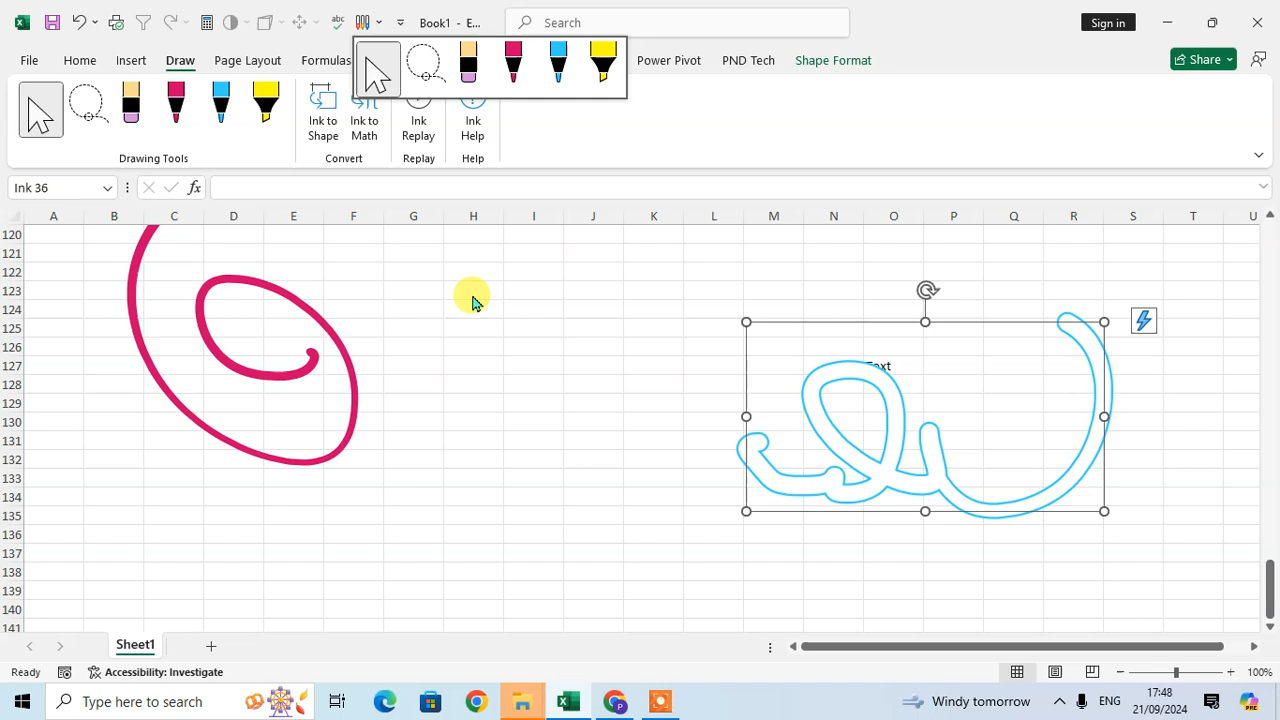 Book1 - E...
Search
Sign in
File
Home
Insert
Draw
Page Layout
Formulas
Power Pivot
PND Tech
Shape Format
Share
Ink to Shape
Ink to Math
Ink Replay
Ink Help
Drawing Tools
Convert
Replay
Help
Ink 36
fx
A B C D E F G H I J K L M N O P Q R S T U
120
121
122
123
124
125
126
127
128
129
130
131
132
133
134
135
136
137
138
139
140
141
Text
Sheet1
Ready
Accessibility: Investigate
100%
Type here to search
Windy tomorrow
ENG
17:48
21/09/2024